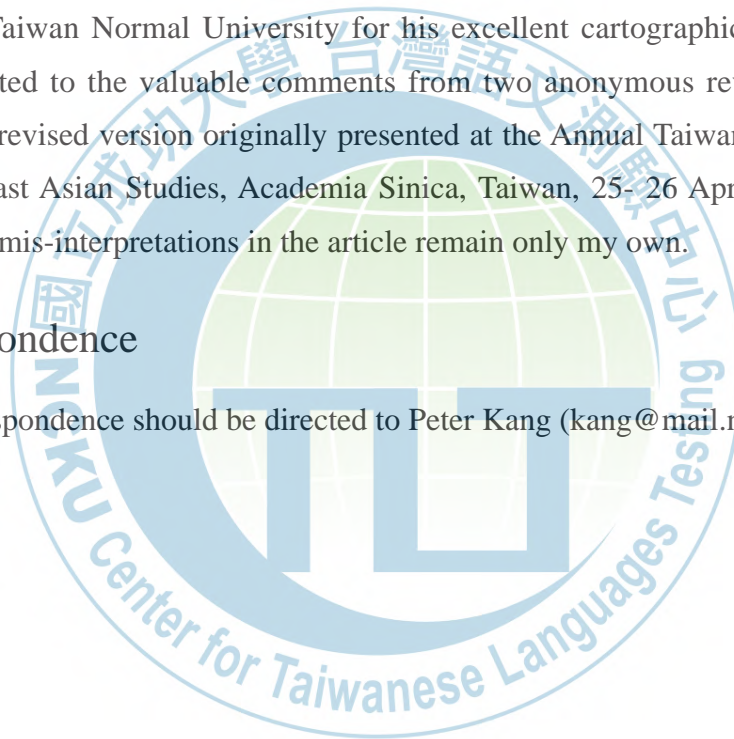 Taiwan Normal University for his excellent cartographic
ted to the valuable comments from two anonymous re
revised version originally presented at the Annual Taiwan
ast Asian Studies, Academia Sinica, Taiwan, 25- 26 Apr
mis-interpretations in the article remain only my own.
ondence
spondence should be directed to Peter Kang (kang@mail.n
國立成功大學 台灣語文測驗中心
NCKU Center for Taiwanese Languages Testing
TLT